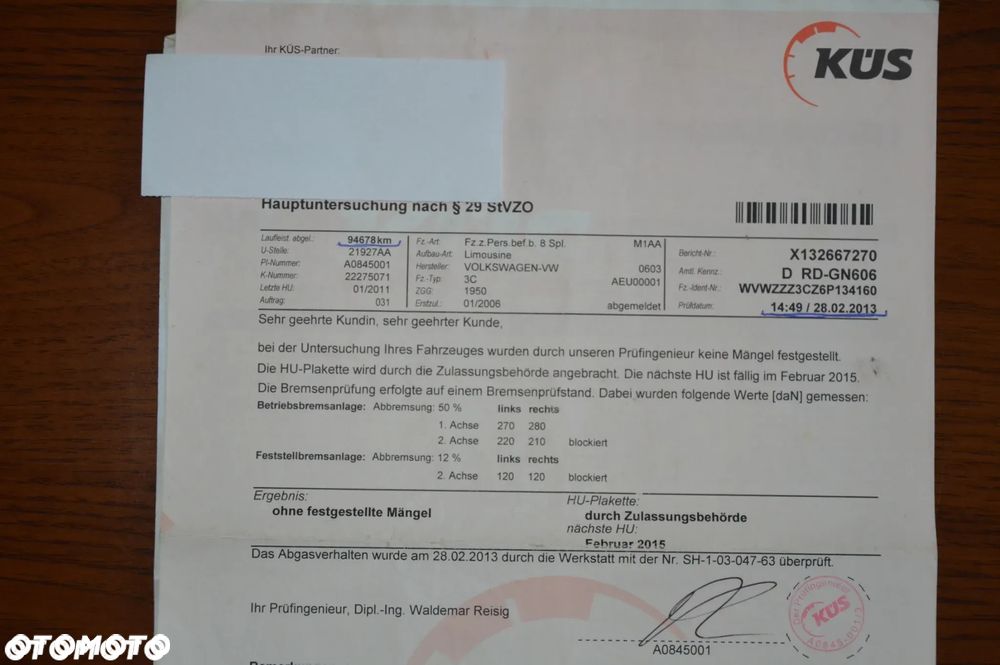 Ihr KÜS-Partner:
KÜS
Hauptuntersuchung nach § 29 StVZO
Laufleist. abgel.: 94678km
U-Stelle: 21927AA
PI-Nummer: A0845001
K-Nummer: 22275071
Letzte HU: 01/2011
Auftrag: 031
Fz.-Art: Fz.z.Pers.bef.b. 8 Spl. M1AA
Aufbau-Art: Limousine
Hersteller: VOLKSWAGEN-VW 0603
Fz.-Typ: 3C AEU00001
ZGG: 1950
Erstzul.: 01/2006 abgemeldet
Bericht-Nr.: X132667270
Amtl. Kennz.: D RD-GN606
Fz.-Ident-Nr.: WVWZZZ3CZ6P134160
Prüfdatum: 14:49 / 28.02.2013
Sehr geehrte Kundin, sehr geehrter Kunde,
bei der Untersuchung Ihres Fahrzeuges wurden durch unseren Prüfingenieur keine Mängel festgestellt.
Die HU-Plakette wird durch die Zulassungsbehörde angebracht. Die nächste HU ist fällig im Februar 2015.
Die Bremsenprüfung erfolgte auf einem Bremsenprüfstand. Dabei wurden folgende Werte [daN] gemessen:
Betriebsbremsanlage: Abbremsung: 50 % links rechts
1. Achse 270 280
2. Achse 220 210 blockiert
Feststellbremsanlage: Abbremsung: 12 % links rechts
2. Achse 120 120 blockiert
Ergebnis:
ohne festgestellte Mängel
HU-Plakette:
durch Zulassungsbehörde
nächste HU:
Februar 2015
Das Abgasverhalten wurde am 28.02.2013 durch die Werkstatt mit der Nr. SH-1-03-047-63 überprüft.
Ihr Prüfingenieur, Dipl.-Ing. Waldemar Reisig
A0845001
Der Prüfingenieur
KÜS
OTOMOTO